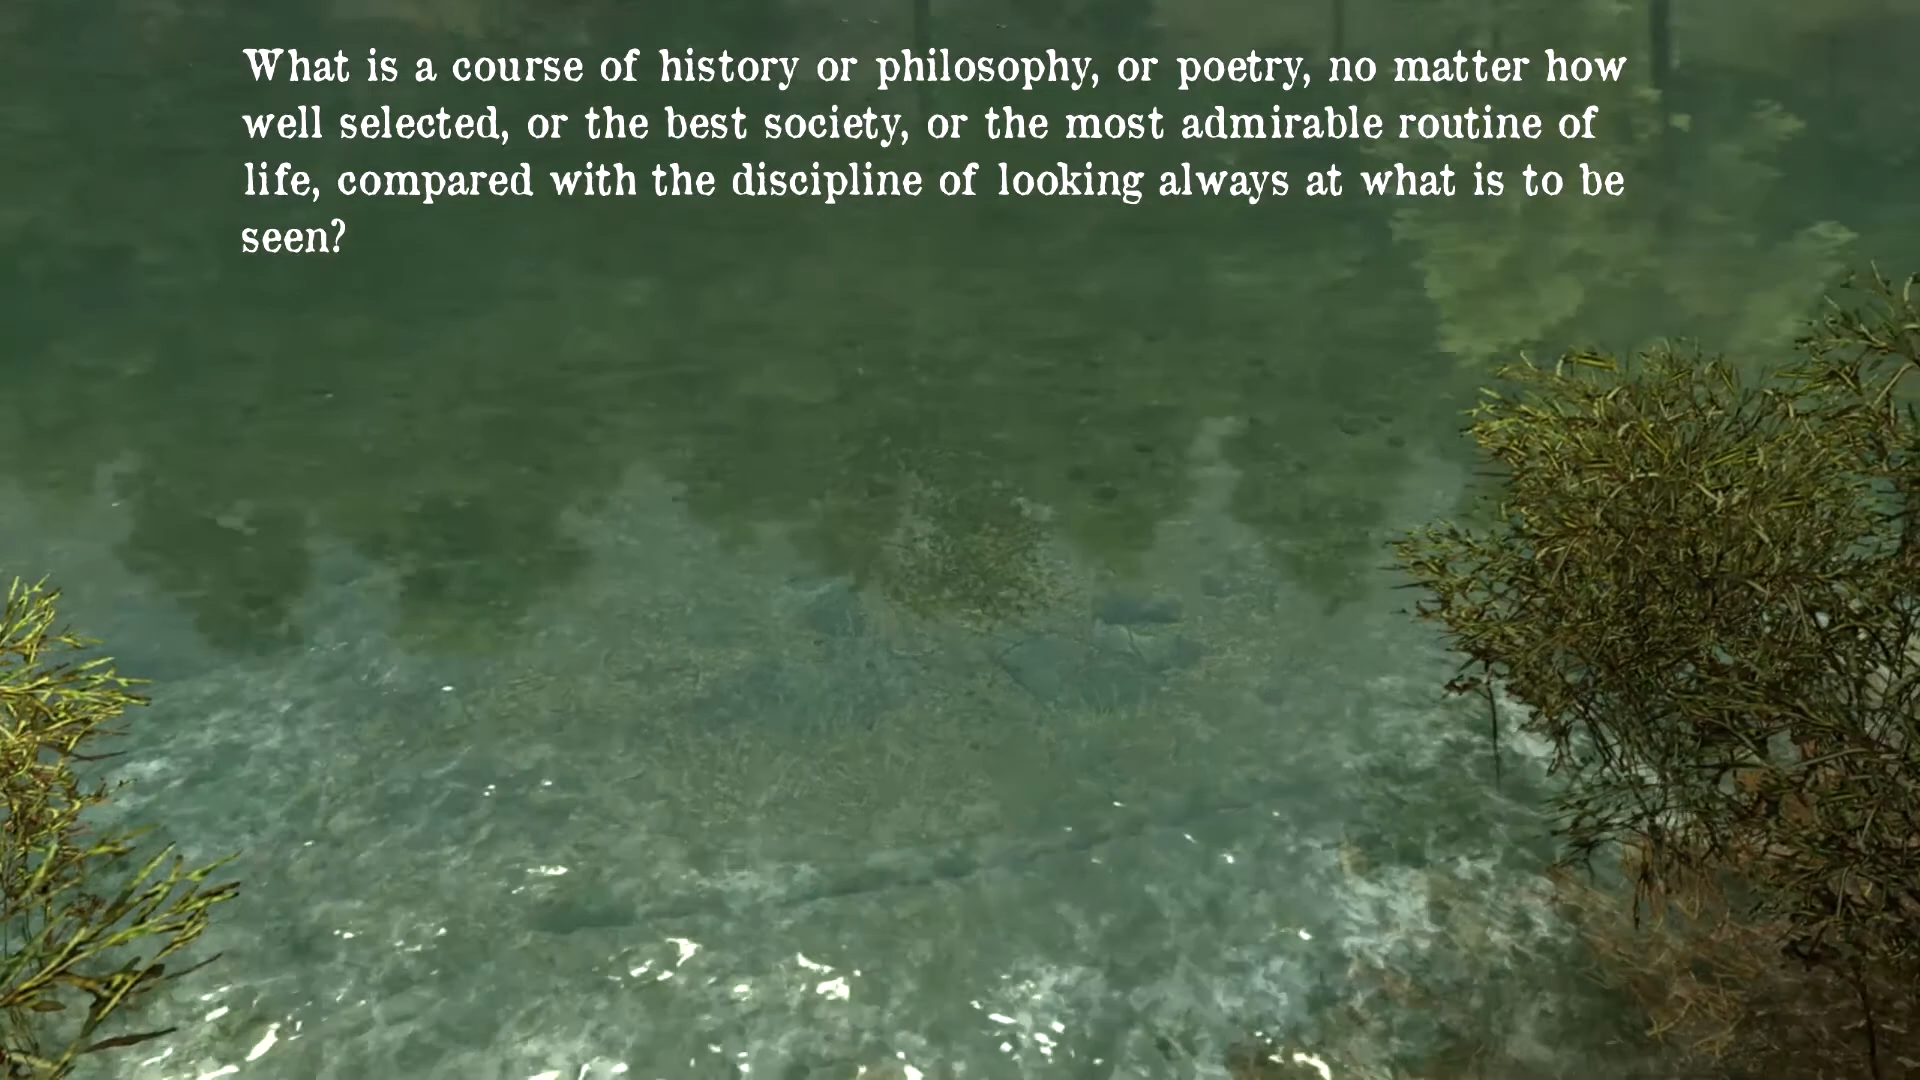 What is a course of history or philosophy, or poetry, no matter how
well selected, or the best society, or the most admirable routine of
life, compared with the discipline of looking always at what is to be
seen?